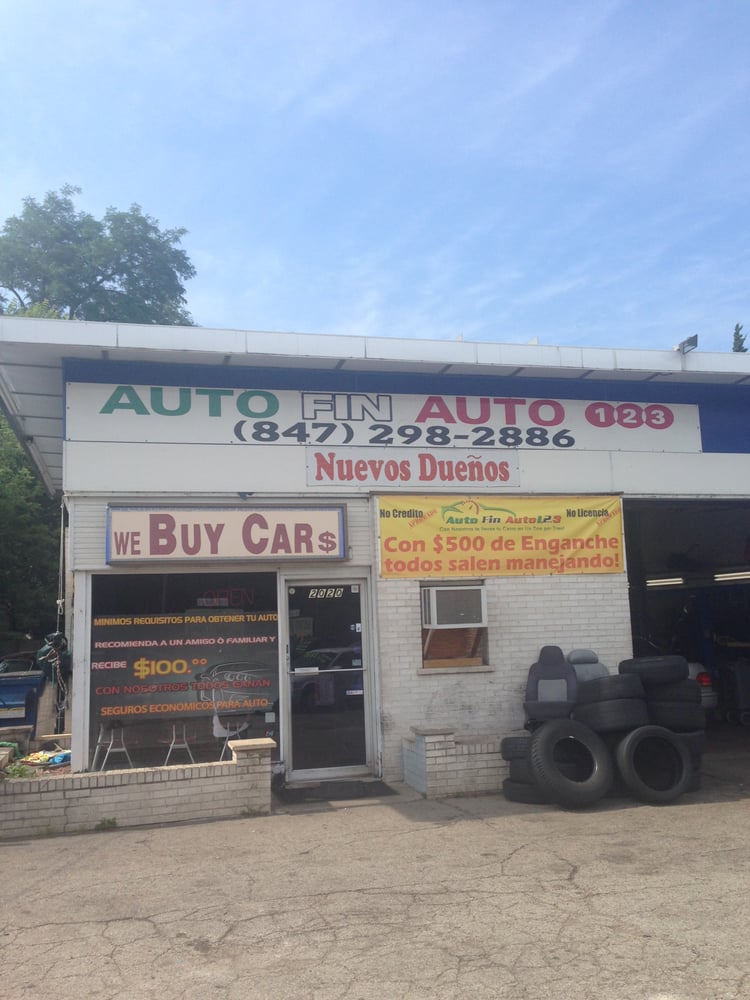 AUTO FIN AUTO 123
(847) 298-2886
Nuevos Dueños
WE BUY CAR$
No Credito
Auto Fin Auto123
No Licencia
Con $500 de Enganche
todos salen manejando!
OPEN
2020
MINIMOS REQUISITOS PARA OBTENER TU AUTO
RECOMIENDA A UN AMIGO Ò FAMILIAR Y
RECIBE $100.00
CON NOSOTROS TODOS GANAN
SEGUROS ECONOMICOS PARA AUTO